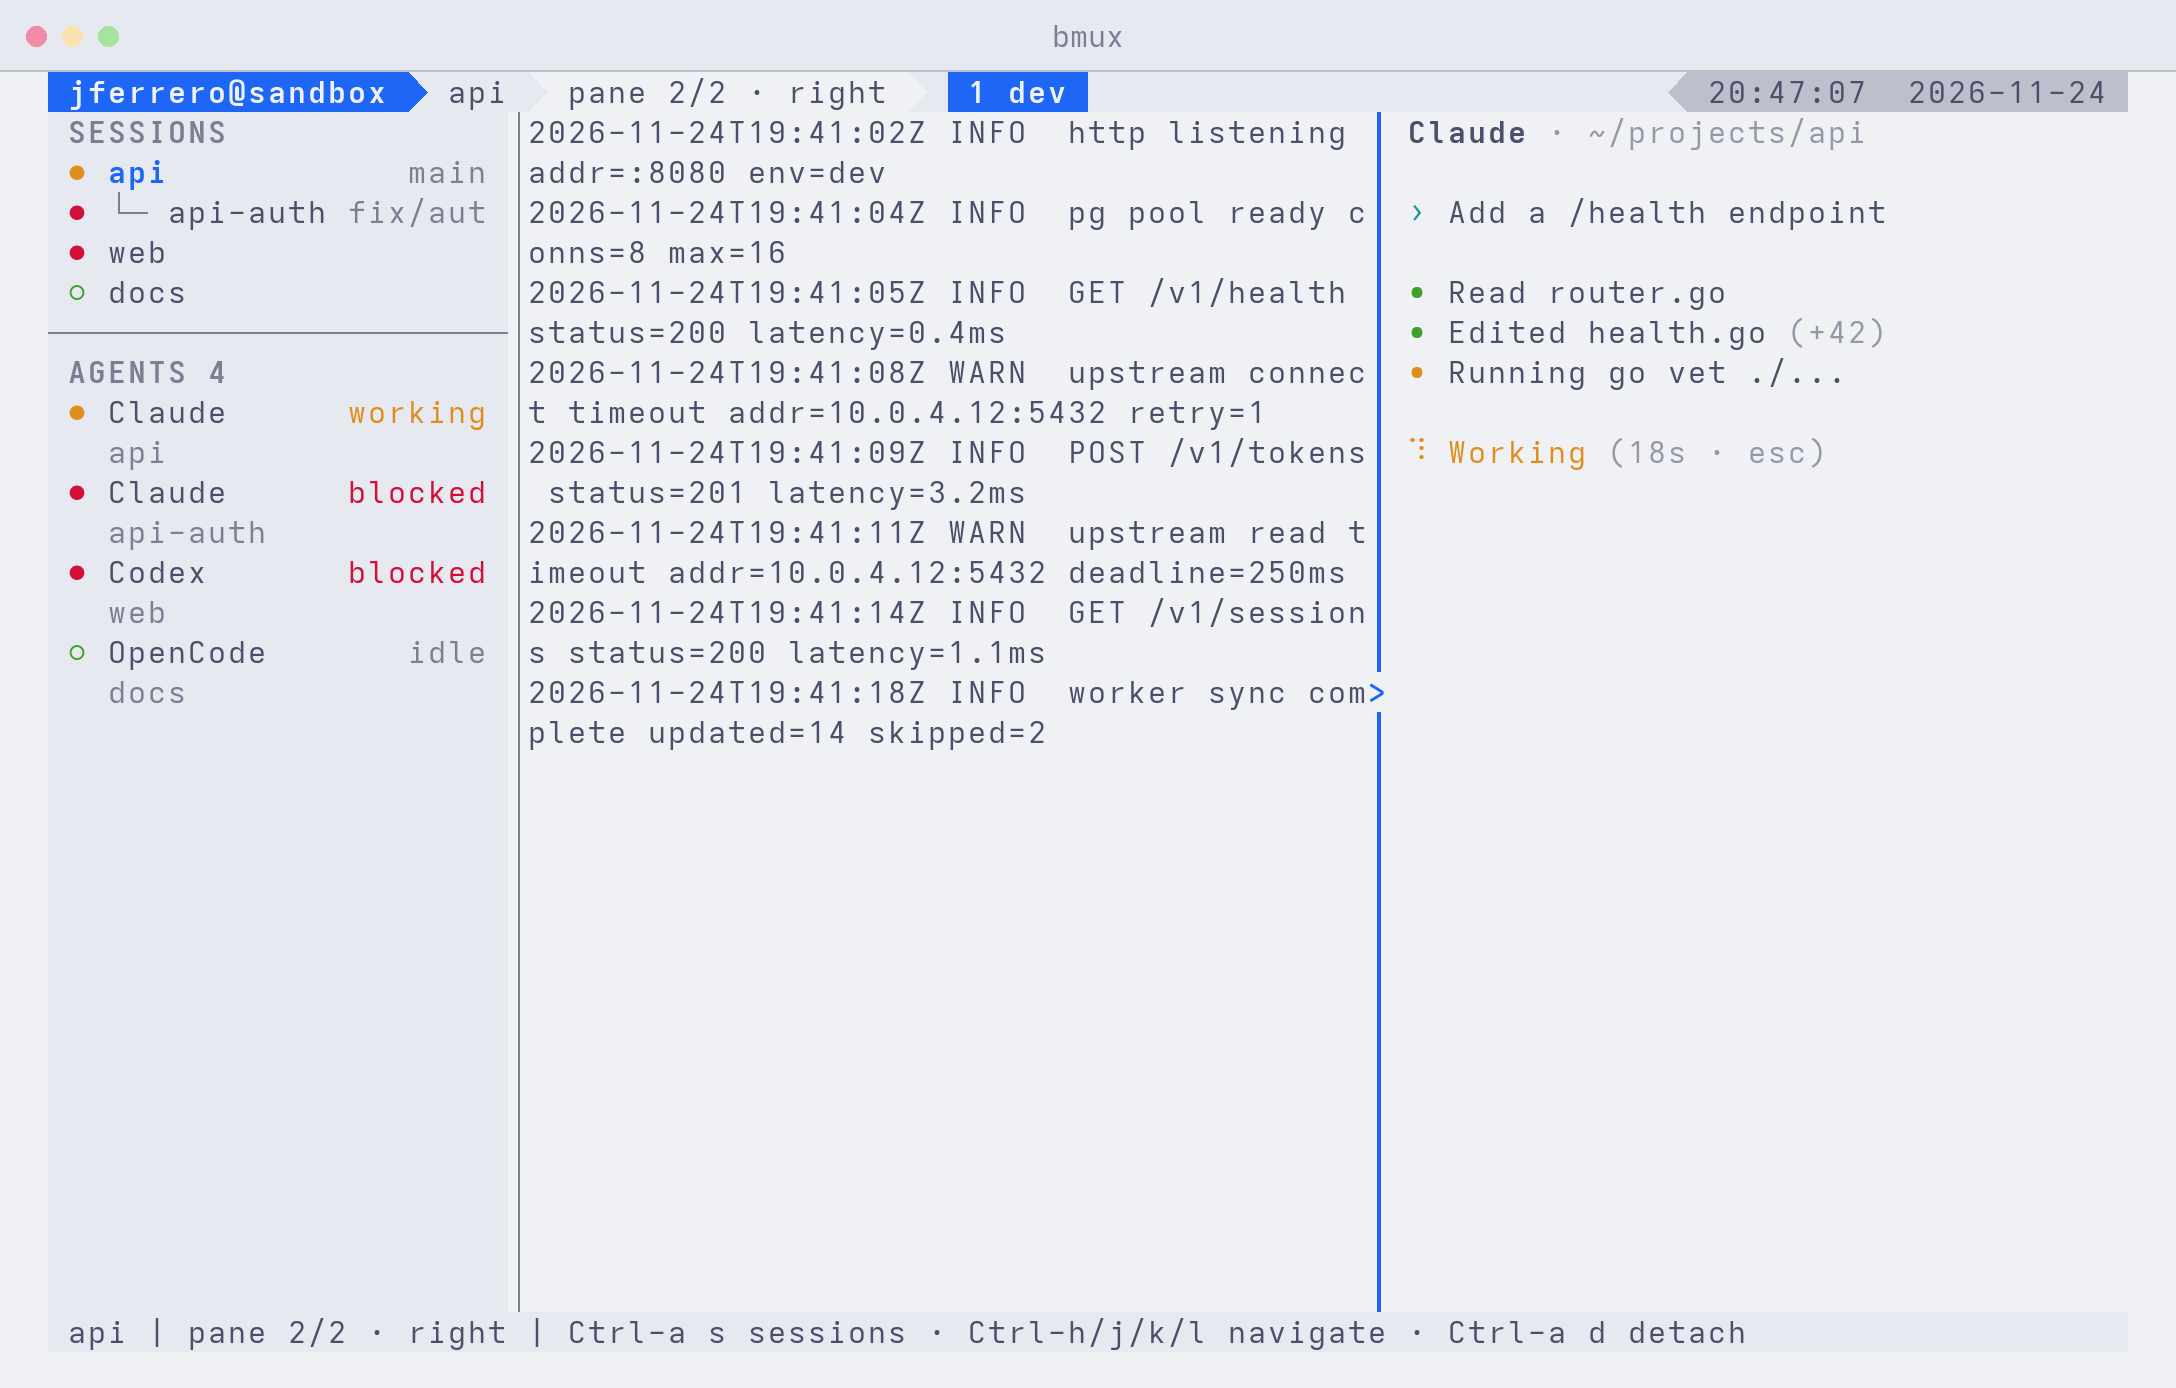 bmux
jferrero@sandbox api pane 2/2 · right 1 dev 20:47:07 2026-11-24
SESSIONS
● api main
● └─ api-auth fix/aut
● web
○ docs
AGENTS 4
● Claude working
api
● Claude blocked
api-auth
● Codex blocked
web
○ OpenCode idle
docs
2026-11-24T19:41:02Z INFO  http listening
addr=:8080 env=dev
2026-11-24T19:41:04Z INFO  pg pool ready c
onns=8 max=16
2026-11-24T19:41:05Z INFO  GET /v1/health
status=200 latency=0.4ms
2026-11-24T19:41:08Z WARN  upstream connec
t timeout addr=10.0.4.12:5432 retry=1
2026-11-24T19:41:09Z INFO  POST /v1/tokens
 status=201 latency=3.2ms
2026-11-24T19:41:11Z WARN  upstream read t
imeout addr=10.0.4.12:5432 deadline=250ms
2026-11-24T19:41:14Z INFO  GET /v1/session
s status=200 latency=1.1ms
2026-11-24T19:41:18Z INFO  worker sync com>
plete updated=14 skipped=2
Claude · ~/projects/api
› Add a /health endpoint
• Read router.go
• Edited health.go (+42)
• Running go vet ./...
⠙ Working (18s · esc)
api | pane 2/2 · right | Ctrl-a s sessions · Ctrl-h/j/k/l navigate · Ctrl-a d detach